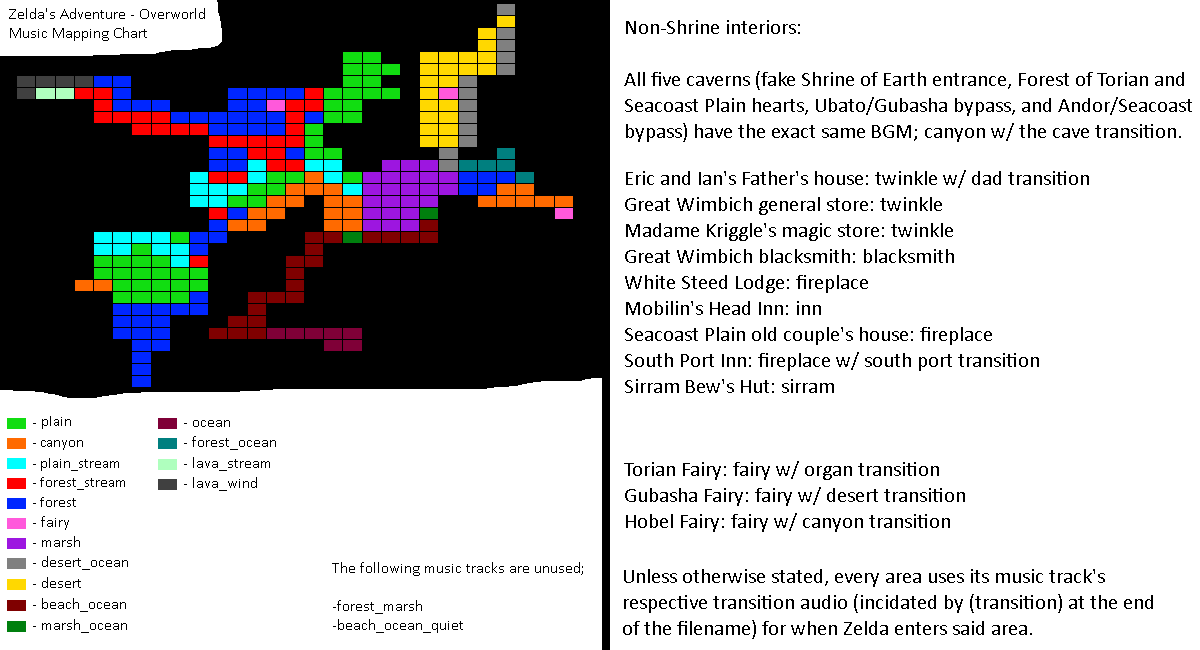 Zelda's Adventure - Overworld
Music Mapping Chart
- plain
- canyon
- plain_stream
- forest_stream
- forest
- fairy
- marsh
- desert_ocean
- desert
- beach_ocean
- marsh_ocean
- ocean
- forest_ocean
- lava_stream
- lava_wind
The following music tracks are unused;
-forest_marsh
-beach_ocean_quiet
Non-Shrine interiors:
All five caverns (fake Shrine of Earth entrance, Forest of Torian and
Seacoast Plain hearts, Ubato/Gubasha bypass, and Andor/Seacoast
bypass) have the exact same BGM; canyon w/ the cave transition.
Eric and Ian's Father's house: twinkle w/ dad transition
Great Wimbich general store: twinkle
Madame Kriggle's magic store: twinkle
Great Wimbich blacksmith: blacksmith
White Steed Lodge: fireplace
Mobilin's Head Inn: inn
Seacoast Plain old couple's house: fireplace
South Port Inn: fireplace w/ south port transition
Sirram Bew's Hut: sirram
Torian Fairy: fairy w/ organ transition
Gubasha Fairy: fairy w/ desert transition
Hobel Fairy: fairy w/ canyon transition
Unless otherwise stated, every area uses its music track's
respective transition audio (incidated by (transition) at the end
of the filename) for when Zelda enters said area.